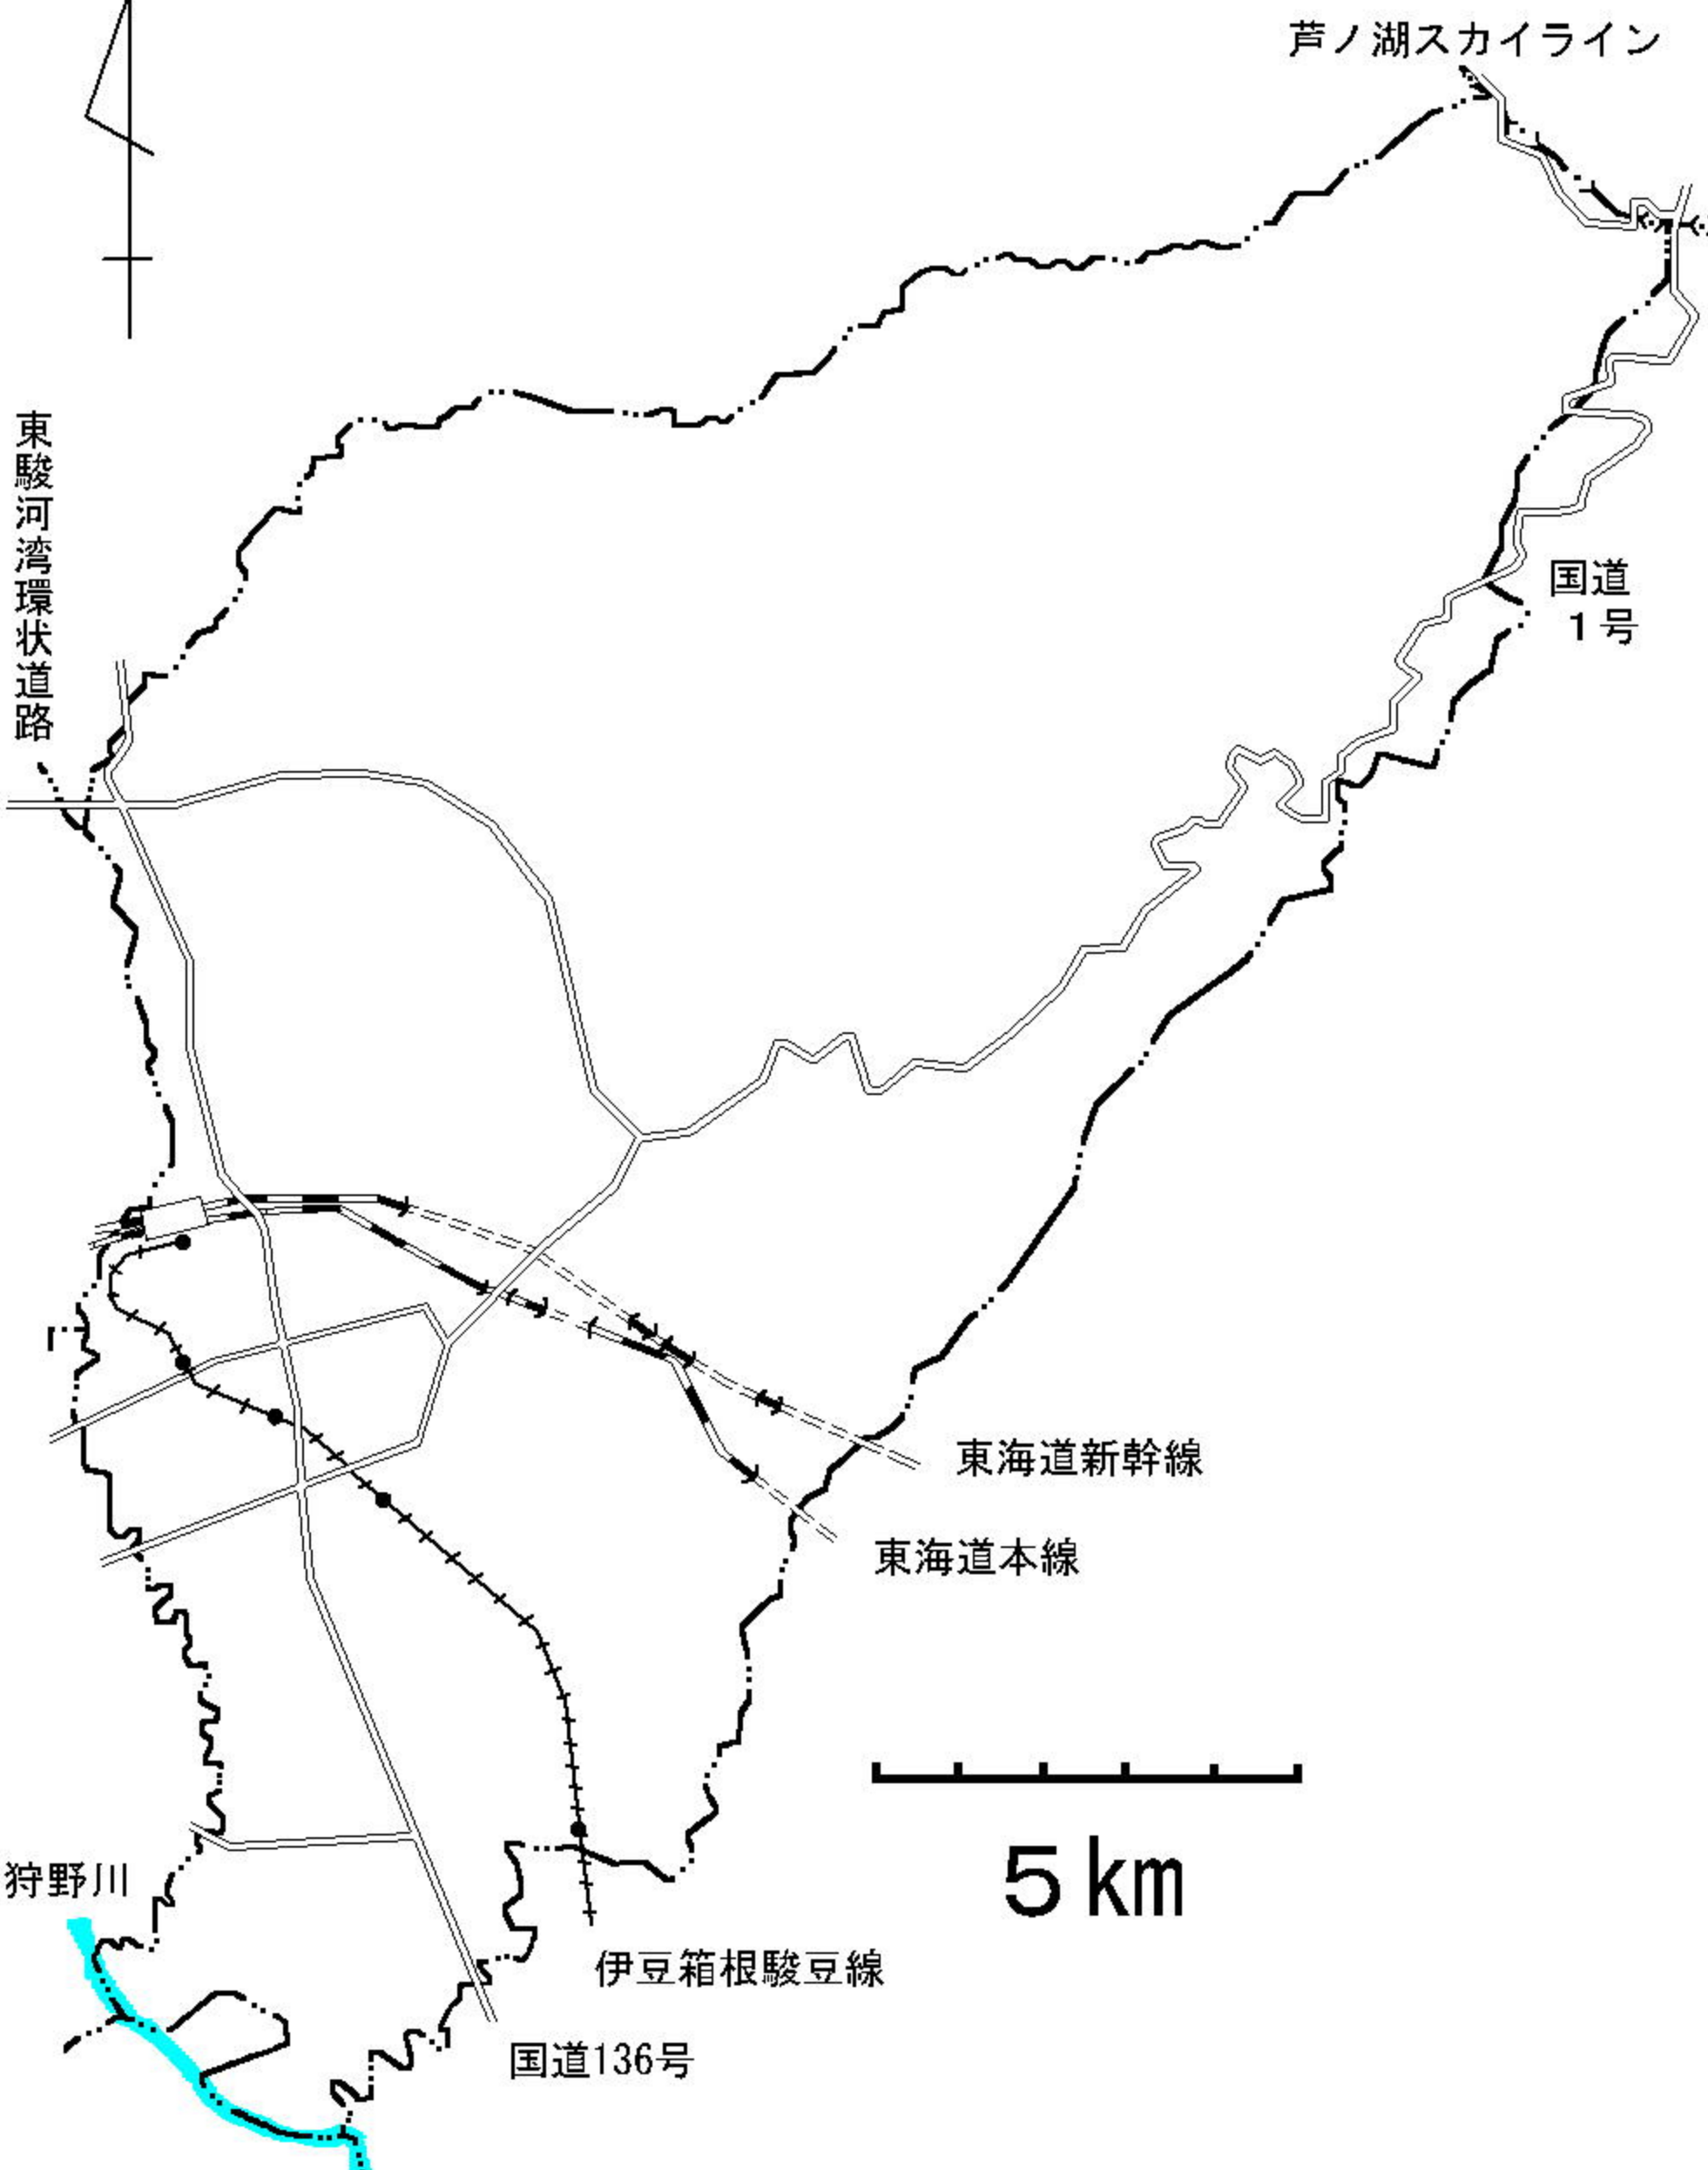 芦ノ湖スカイライン
東駿河湾環状道路
国道
1号
東海道新幹線
東海道本線
5km
狩野川
伊豆箱根駿豆線
国道136号